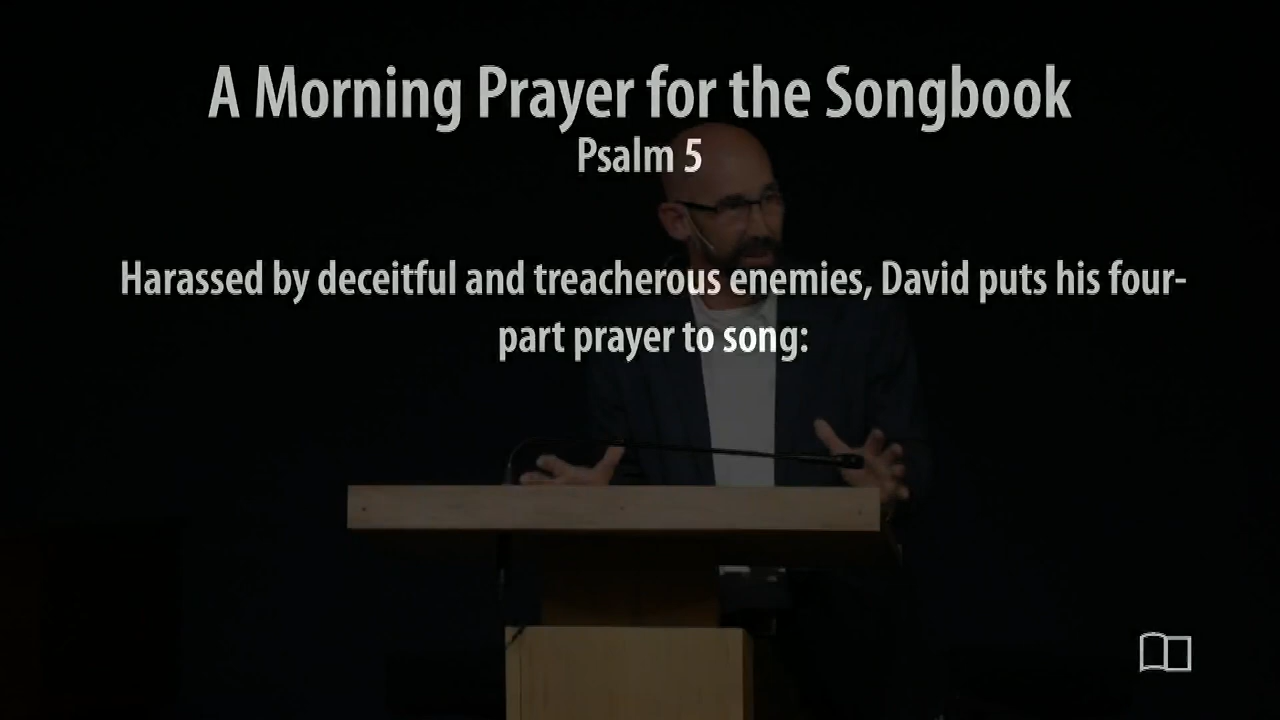 A Morning Prayer for the Songbook
Psalm 5
Harassed by deceitful and treacherous enemies, David puts his four-
part prayer to song: